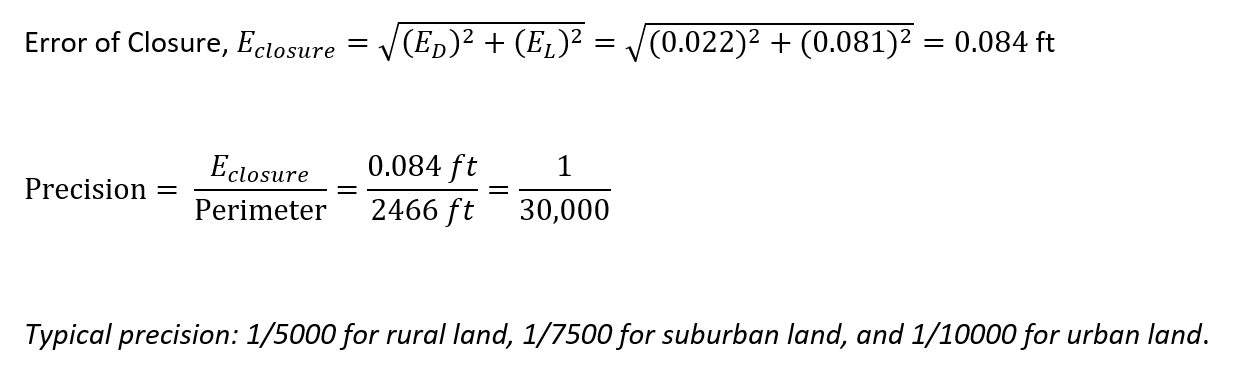 Error of Closure, E_closure = √((E_D)² + (E_L)²) = √((0.022)² + (0.081)²) = 0.084 ft
Precision = E_closure / Perimeter = 0.084 ft / 2466 ft = 1 / 30,000
Typical precision: 1/5000 for rural land, 1/7500 for suburban land, and 1/10000 for urban land.